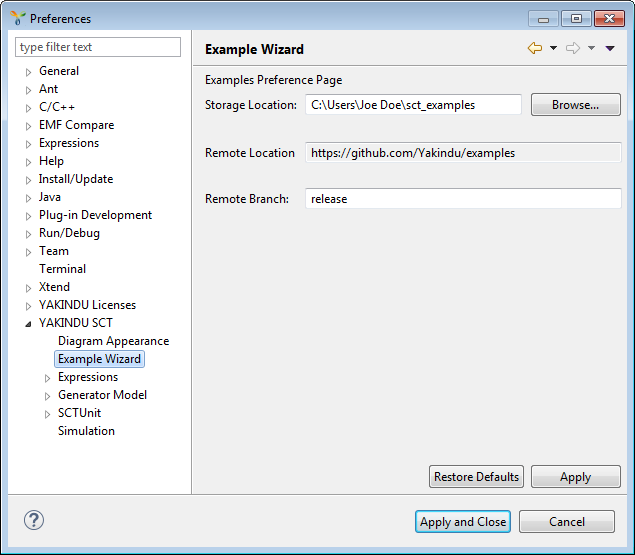 Preferences
type filter text
General
Ant
C/C++
EMF Compare
Expressions
Help
Install/Update
Java
Plug-in Development
Run/Debug
Team
Terminal
Xtend
YAKINDU Licenses
YAKINDU SCT
Diagram Appearance
Example Wizard
Expressions
Generator Model
SCTUnit
Simulation
Example Wizard
Examples Preference Page
Storage Location: C:\Users\Joe Doe\sct_examples Browse...
Remote Location https://github.com/Yakindu/examples
Remote Branch: release
Restore Defaults Apply
? Apply and Close Cancel